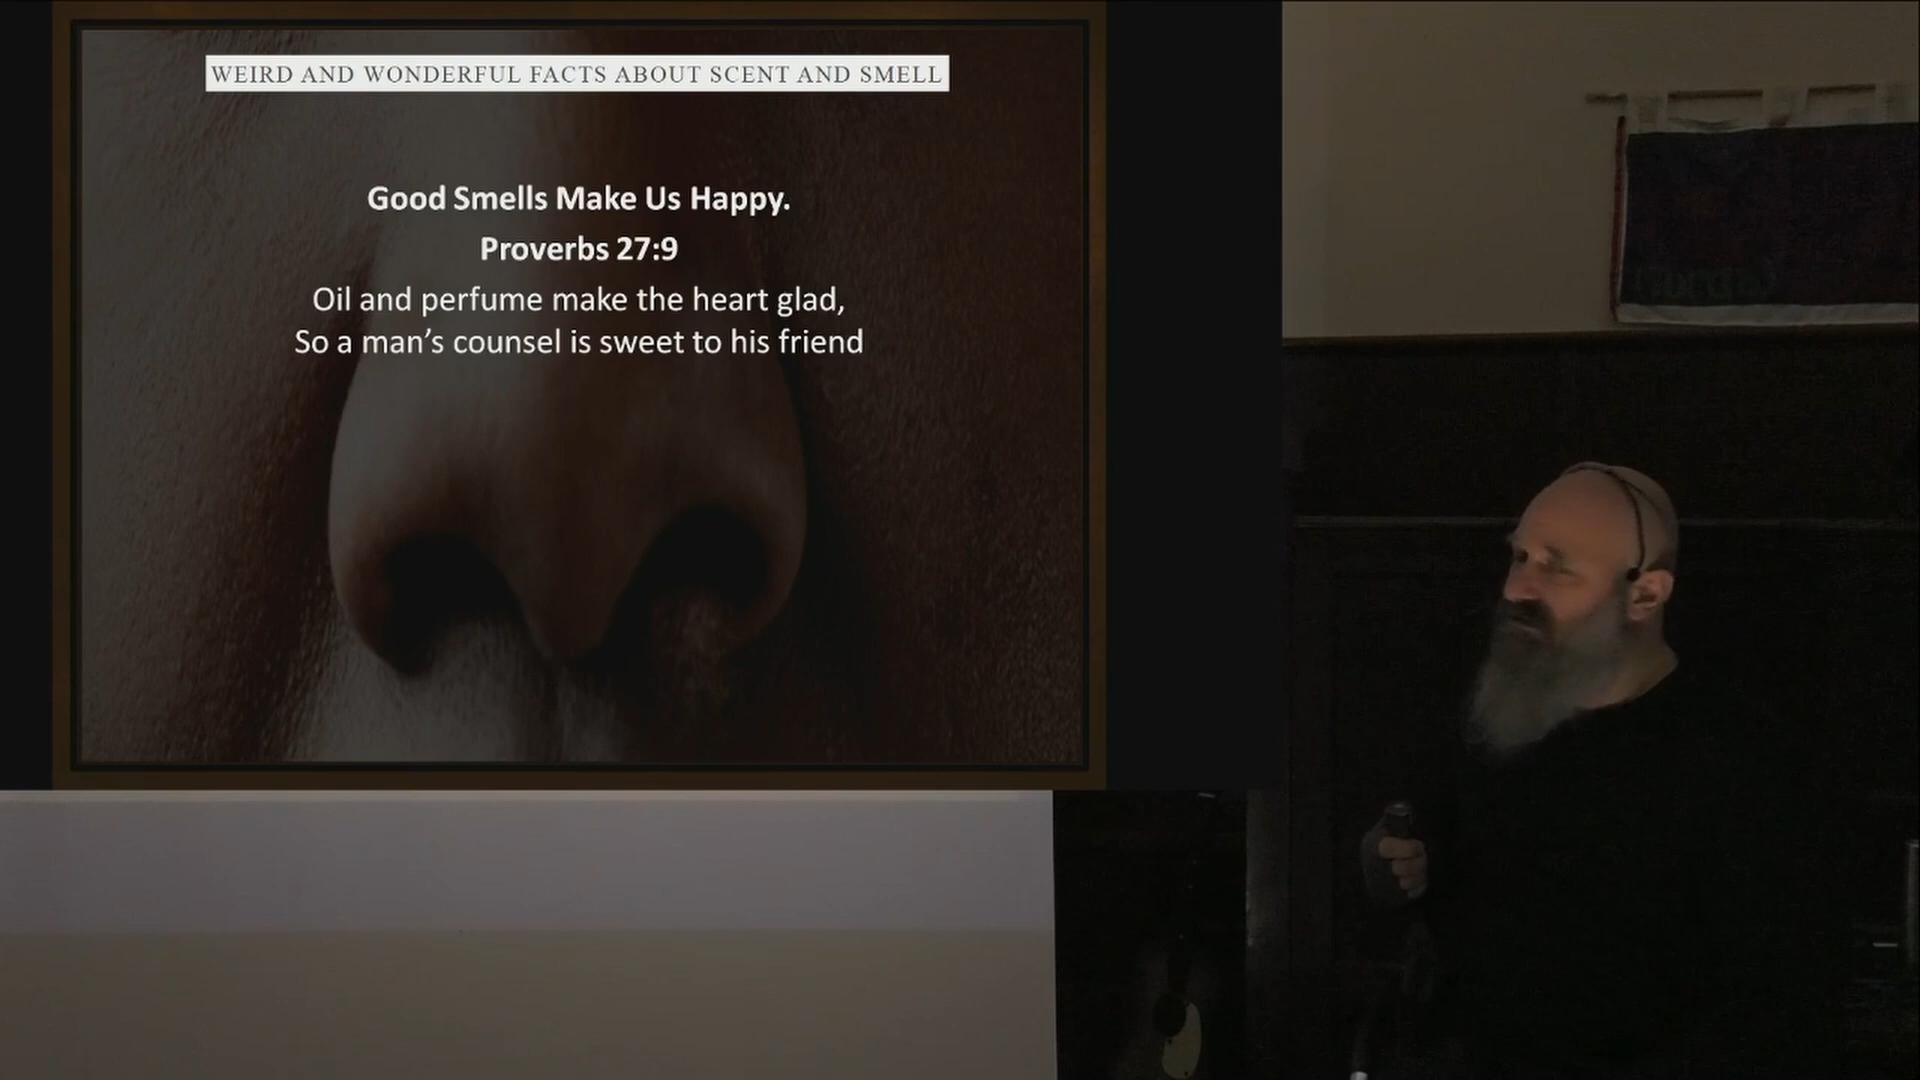 WEIRD AND WONDERFUL FACTS ABOUT SCENT AND SMELL
Good Smells Make Us Happy.
Proverbs 27:9
Oil and perfume make the heart glad,
So a man’s counsel is sweet to his friend